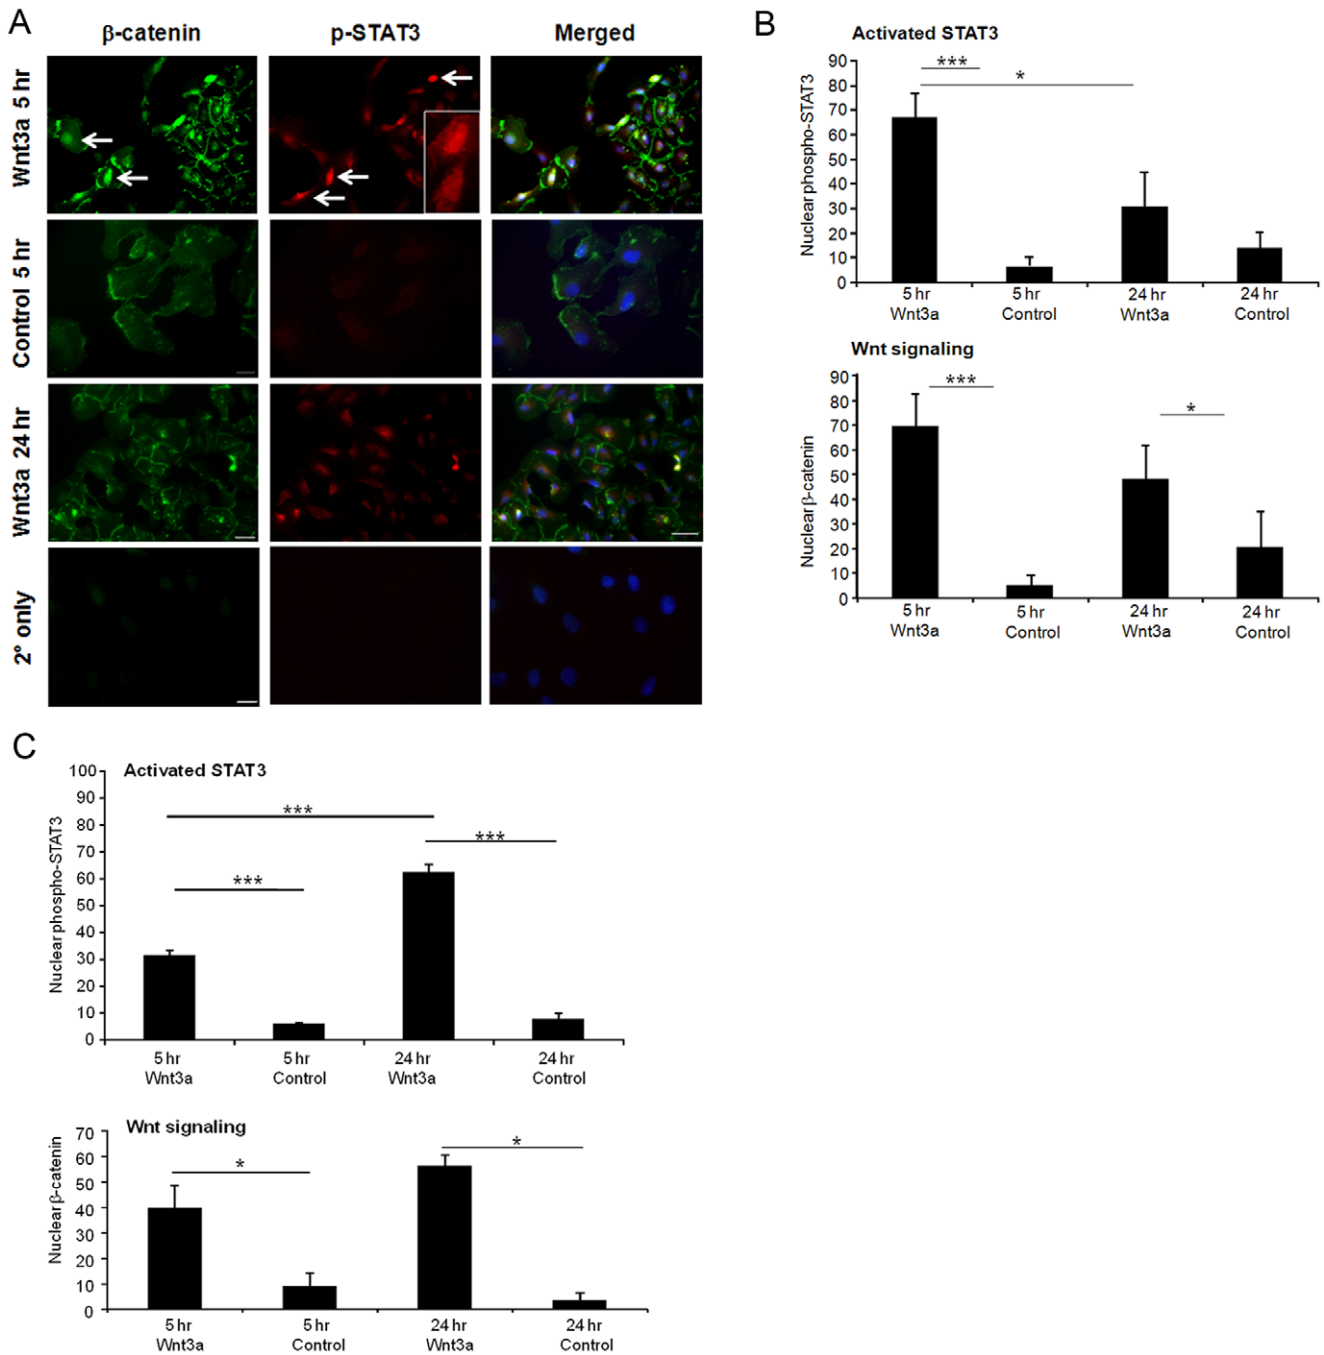 A
β-catenin p-STAT3 Merged
Wnt3a 5 hr
Control 5 hr
Wnt3a 24 hr
2° only
B
Activated STAT3
***
*
Nuclear phospho-STAT3
90
80
70
60
50
40
30
20
10
0
5 hr Wnt3a
5 hr Control
24 hr Wnt3a
24 hr Control
Wnt signaling
***
*
Nuclear β-catenin
90
80
70
60
50
40
30
20
10
0
5 hr Wnt3a
5 hr Control
24 hr Wnt3a
24 hr Control
C
Activated STAT3
***
***
***
Nuclear phospho-STAT3
100
90
80
70
60
50
40
30
20
10
0
5 hr Wnt3a
5 hr Control
24 hr Wnt3a
24 hr Control
Wnt signaling
*
*
Nuclear β-catenin
70
60
50
40
30
20
10
0
5 hr Wnt3a
5 hr Control
24 hr Wnt3a
24 hr Control